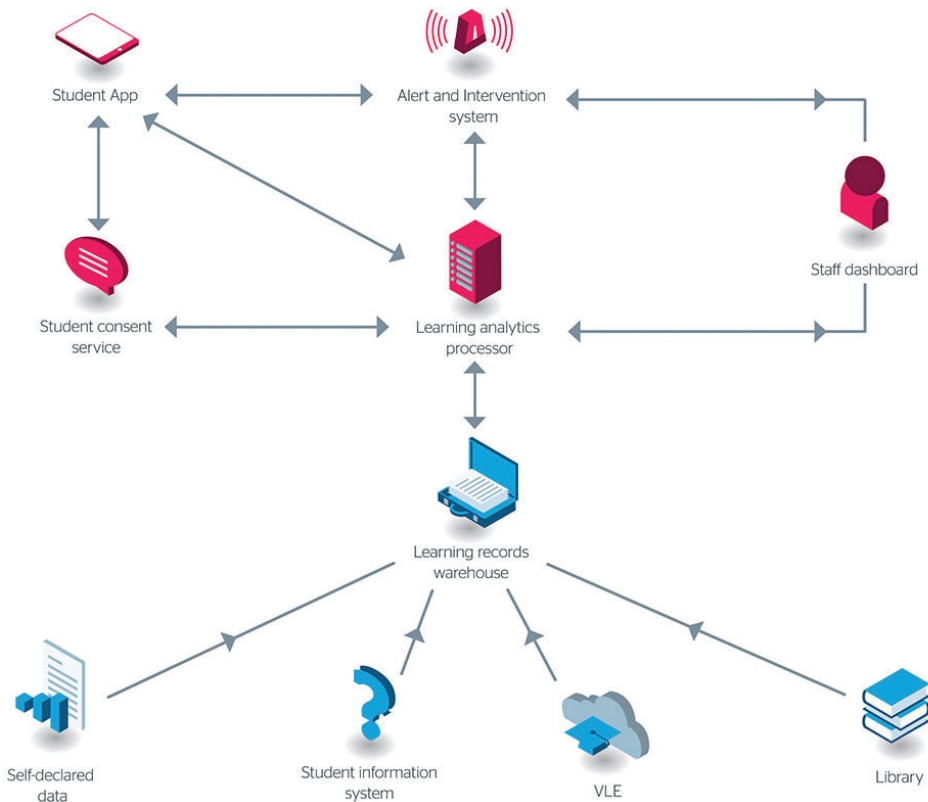 Student App
Alert and Intervention
system
Staff dashboard
Student consent
service
Learning analytics
processor
Learning records
warehouse
Self-declared
data
Student information
system
VLE
Library